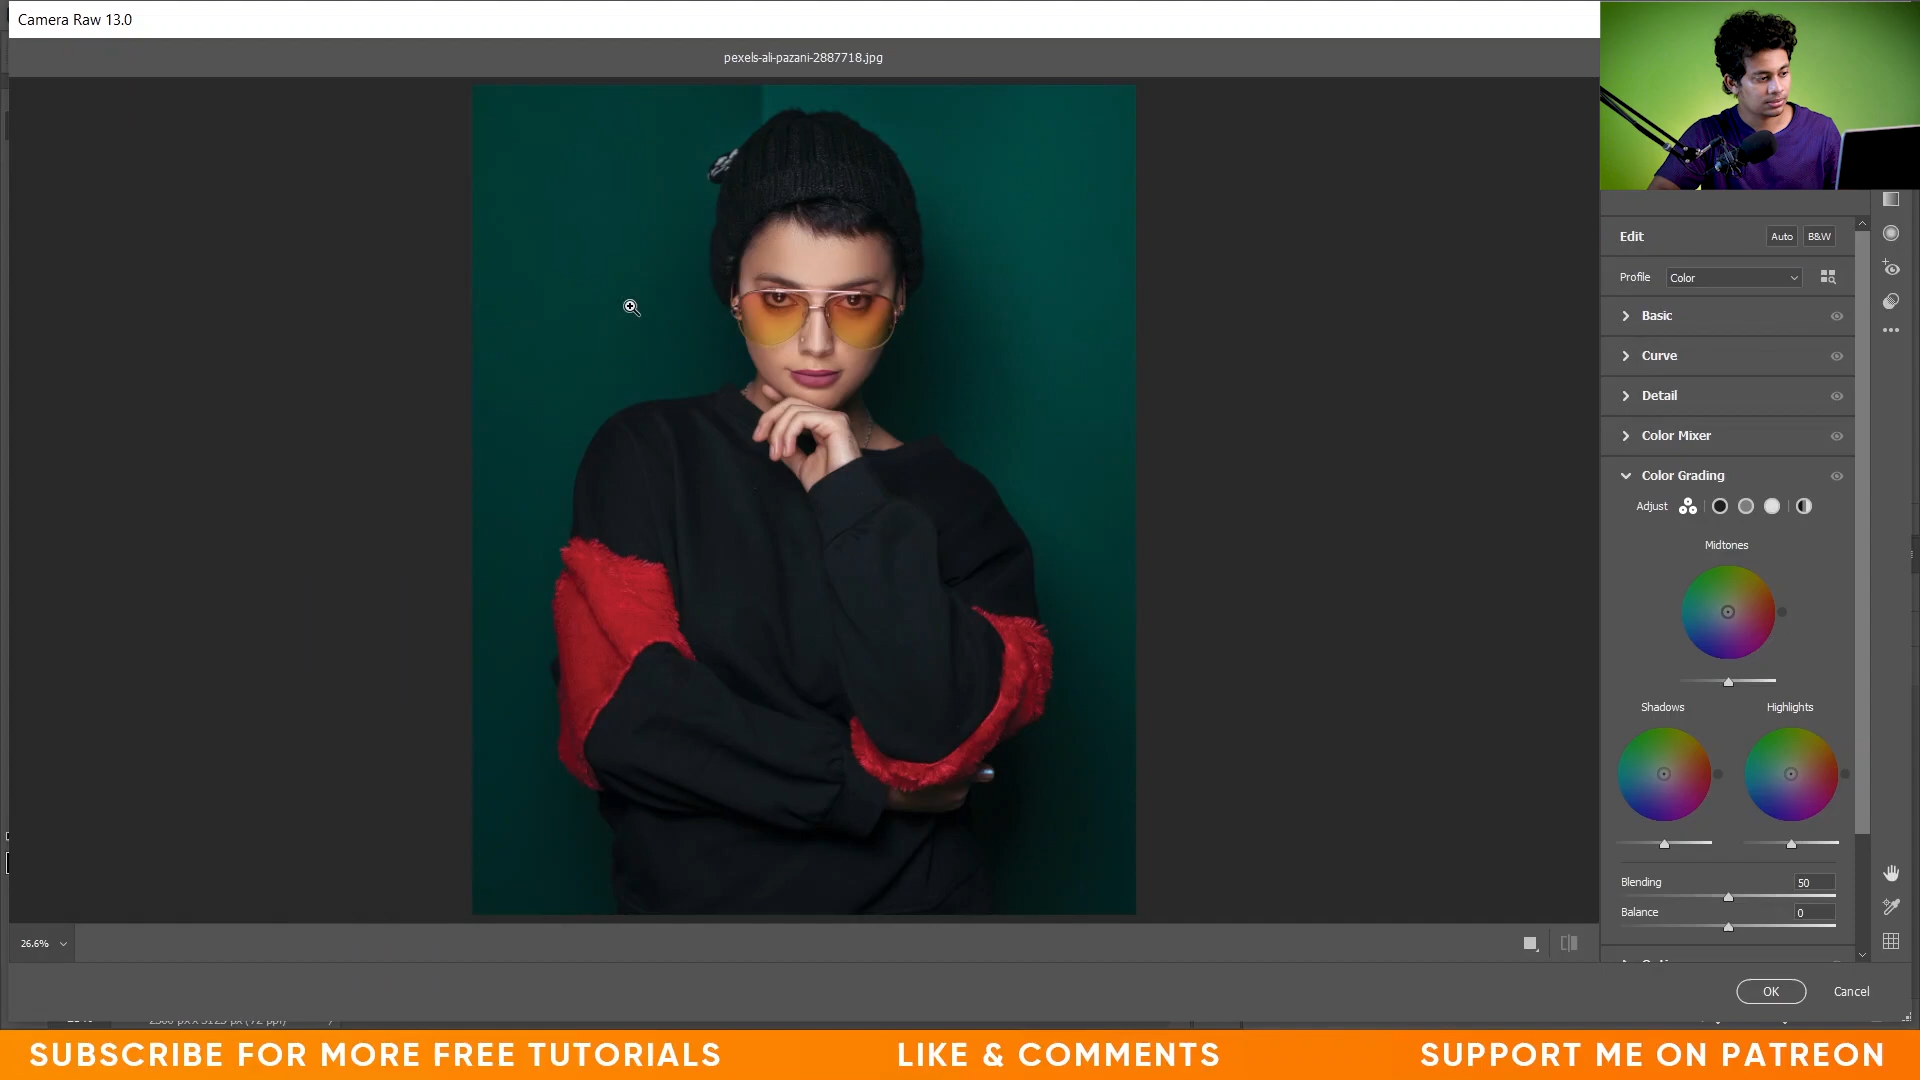 Camera Raw 13.0
pexels-ali-pazani-2887718.jpg
Edit
Auto
B&W
Profile
Color
Basic
Curve
Detail
Color Mixer
Color Grading
Adjust
Midtones
Shadows
Highlights
Blending
50
Balance
0
26.6%
OK
Cancel
SUBSCRIBE FOR MORE FREE TUTORIALS
LIKE & COMMENTS
SUPPORT ME ON PATREON